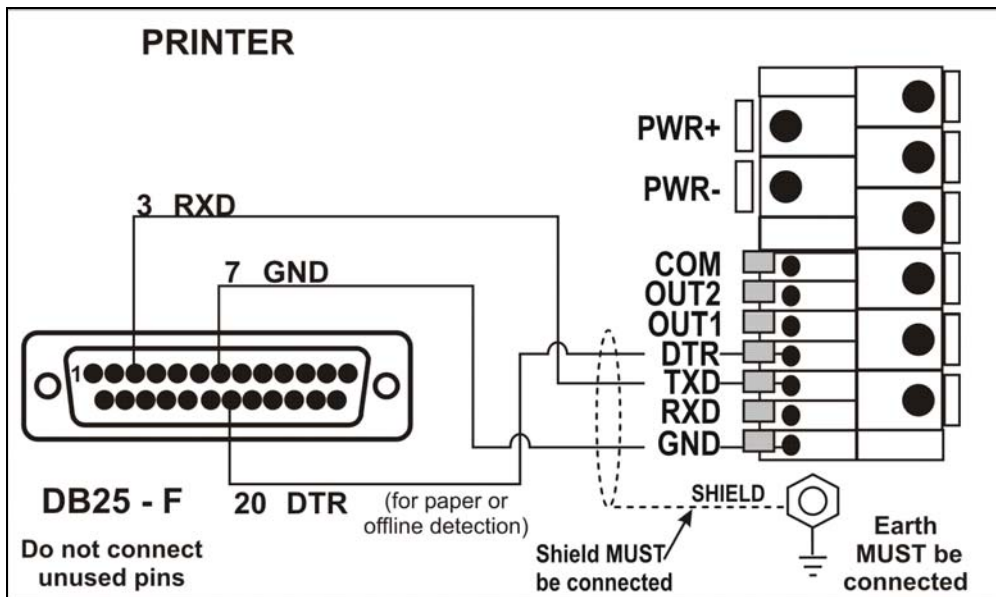 PRINTER
PWR+
PWR-
3 RXD
7 GND
COM
OUT2
OUT1
DTR
TXD
RXD
GND
1
DB25 - F
20 DTR
(for paper or
offline detection)
SHIELD
Do not connect
unused pins
Shield MUST
be connected
Earth
MUST be
connected